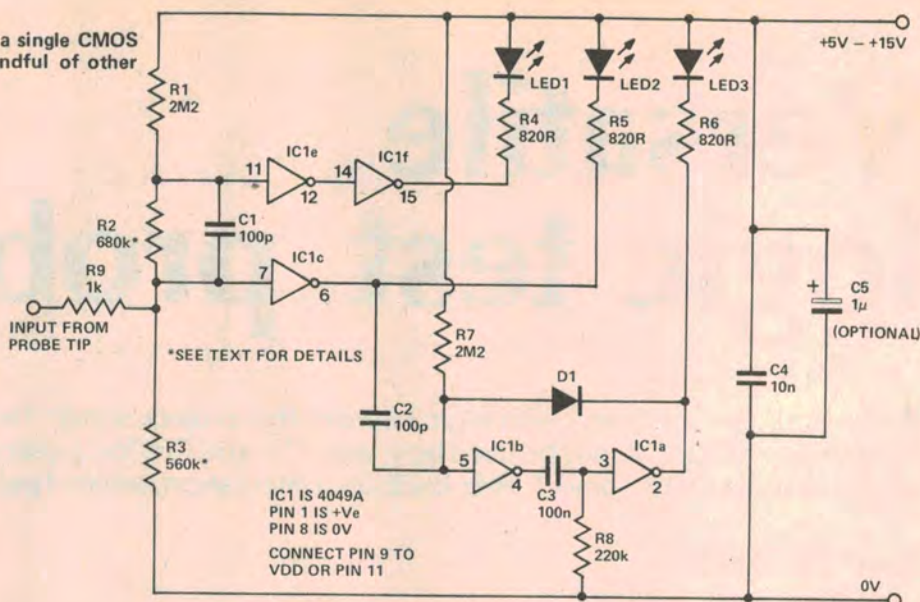 a single CMOS
ndful of other
R1
2M2
R2
680k*
R9
1k
INPUT FROM
PROBE TIP
R3
560k*
*SEE TEXT FOR DETAILS
C1
100p
11
IC1e
12
14
IC1f
15
7
IC1c
6
LED1
LED2
LED3
R4
820R
R5
820R
R6
820R
R7
2M2
D1
C2
100p
5
IC1b
4
C3
100n
3
IC1a
2
R8
220k
IC1 IS 4049A
PIN 1 IS +Ve
PIN 8 IS 0V
CONNECT PIN 9 TO
VDD OR PIN 11
C4
10n
+
C5
1µ
(OPTIONAL)
+5V – +15V
0V